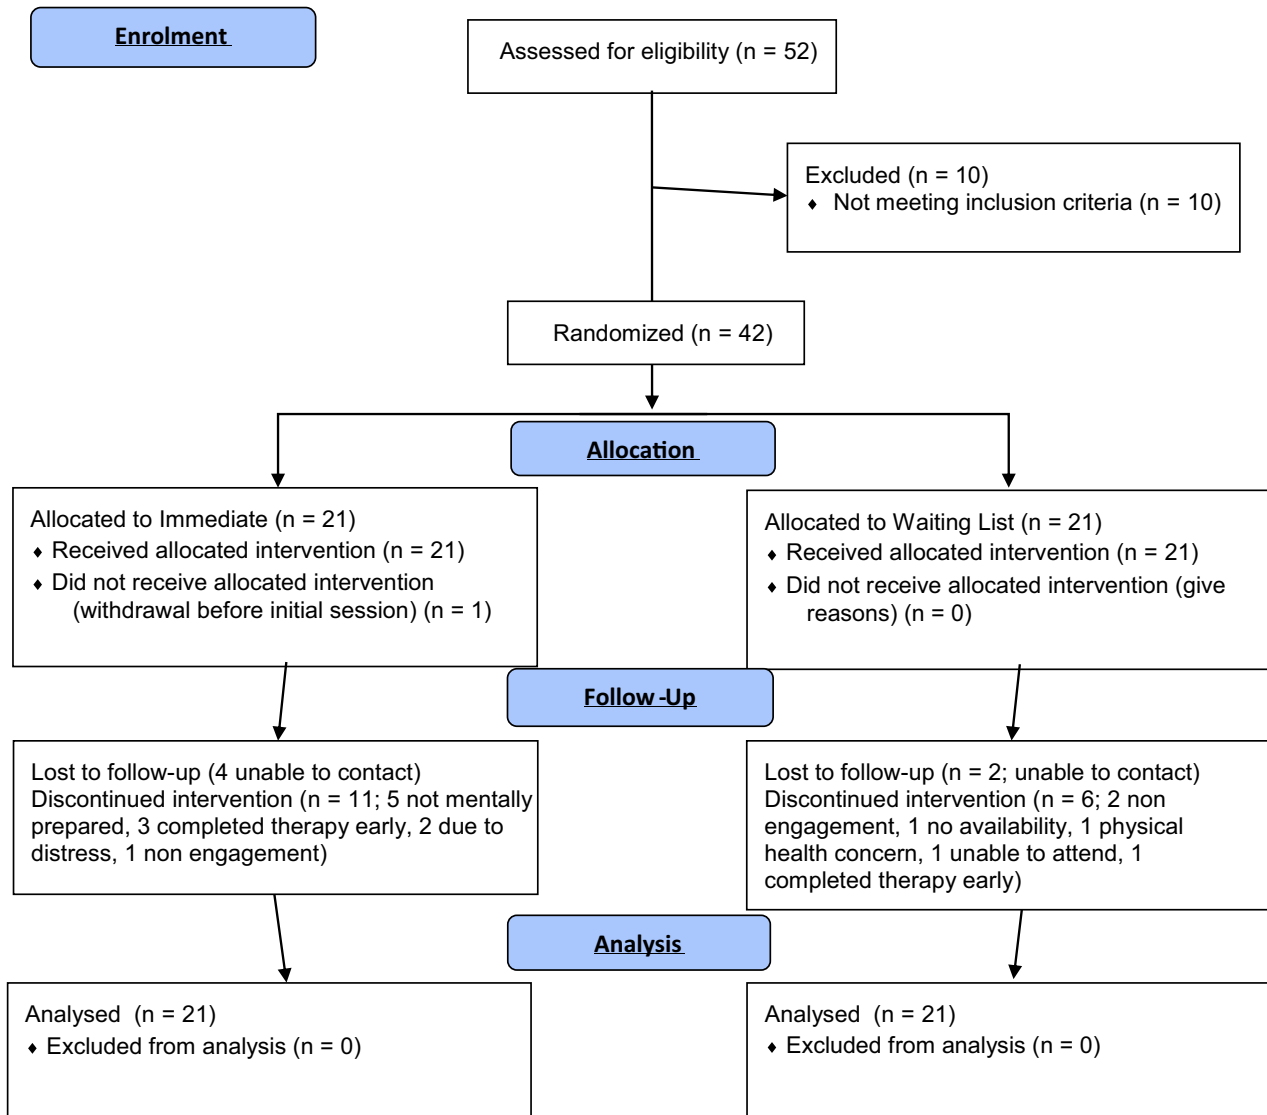 Enrolment
Assessed for eligibility (n = 52)
Excluded (n = 10)
♦ Not meeting inclusion criteria (n = 10)
Randomized (n = 42)
Allocation
Allocated to Immediate (n = 21)
♦ Received allocated intervention (n = 21)
♦ Did not receive allocated intervention
(withdrawal before initial session) (n = 1)
Allocated to Waiting List (n = 21)
♦ Received allocated intervention (n = 21)
♦ Did not receive allocated intervention (give
reasons) (n = 0)
Follow-Up
Lost to follow-up (4 unable to contact)
Discontinued intervention (n = 11; 5 not mentally
prepared, 3 completed therapy early, 2 due to
distress, 1 non engagement)
Lost to follow-up (n = 2; unable to contact)
Discontinued intervention (n = 6; 2 non
engagement, 1 no availability, 1 physical
health concern, 1 unable to attend, 1
completed therapy early)
Analysis
Analysed (n = 21)
♦ Excluded from analysis (n = 0)
Analysed (n = 21)
♦ Excluded from analysis (n = 0)